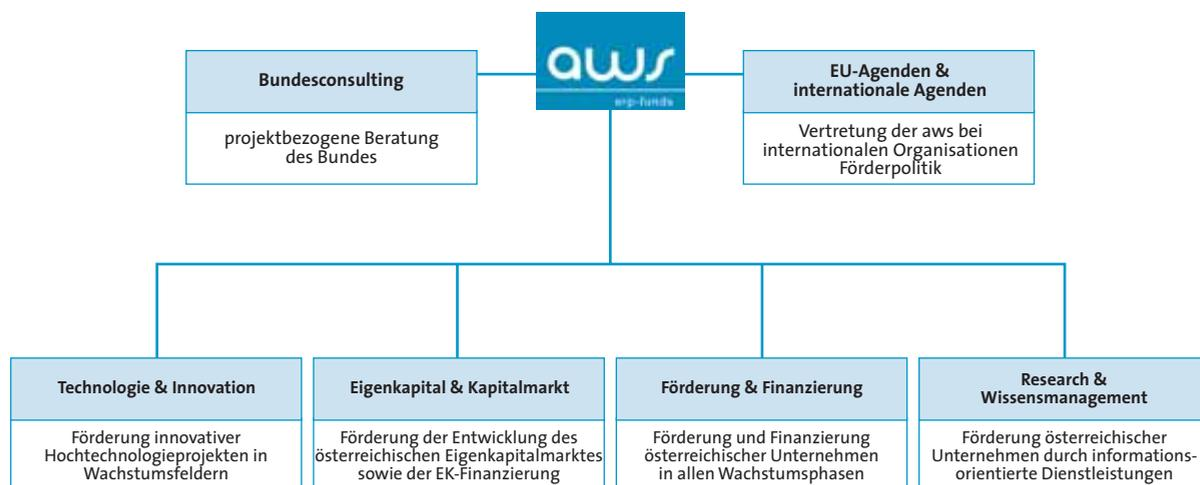 aws
erp-funds
Bundesconsulting
projektbezogene Beratung
des Bundes
EU-Agenden &
internationale Agenden
Vertretung der aws bei
internationalen Organisationen
Förderpolitik
Technologie & Innovation
Förderung innovativer
Hochtechnologieprojekten in
Wachstumsfeldern
Eigenkapital & Kapitalmarkt
Förderung der Entwicklung des
österreichischen Eigenkapitalmarktes
sowie der EK-Finanzierung
Förderung & Finanzierung
Förderung und Finanzierung
österreichischer Unternehmen
in allen Wachstumsphasen
Research &
Wissensmanagement
Förderung österreichischer
Unternehmen durch informations-
orientierte Dienstleistungen